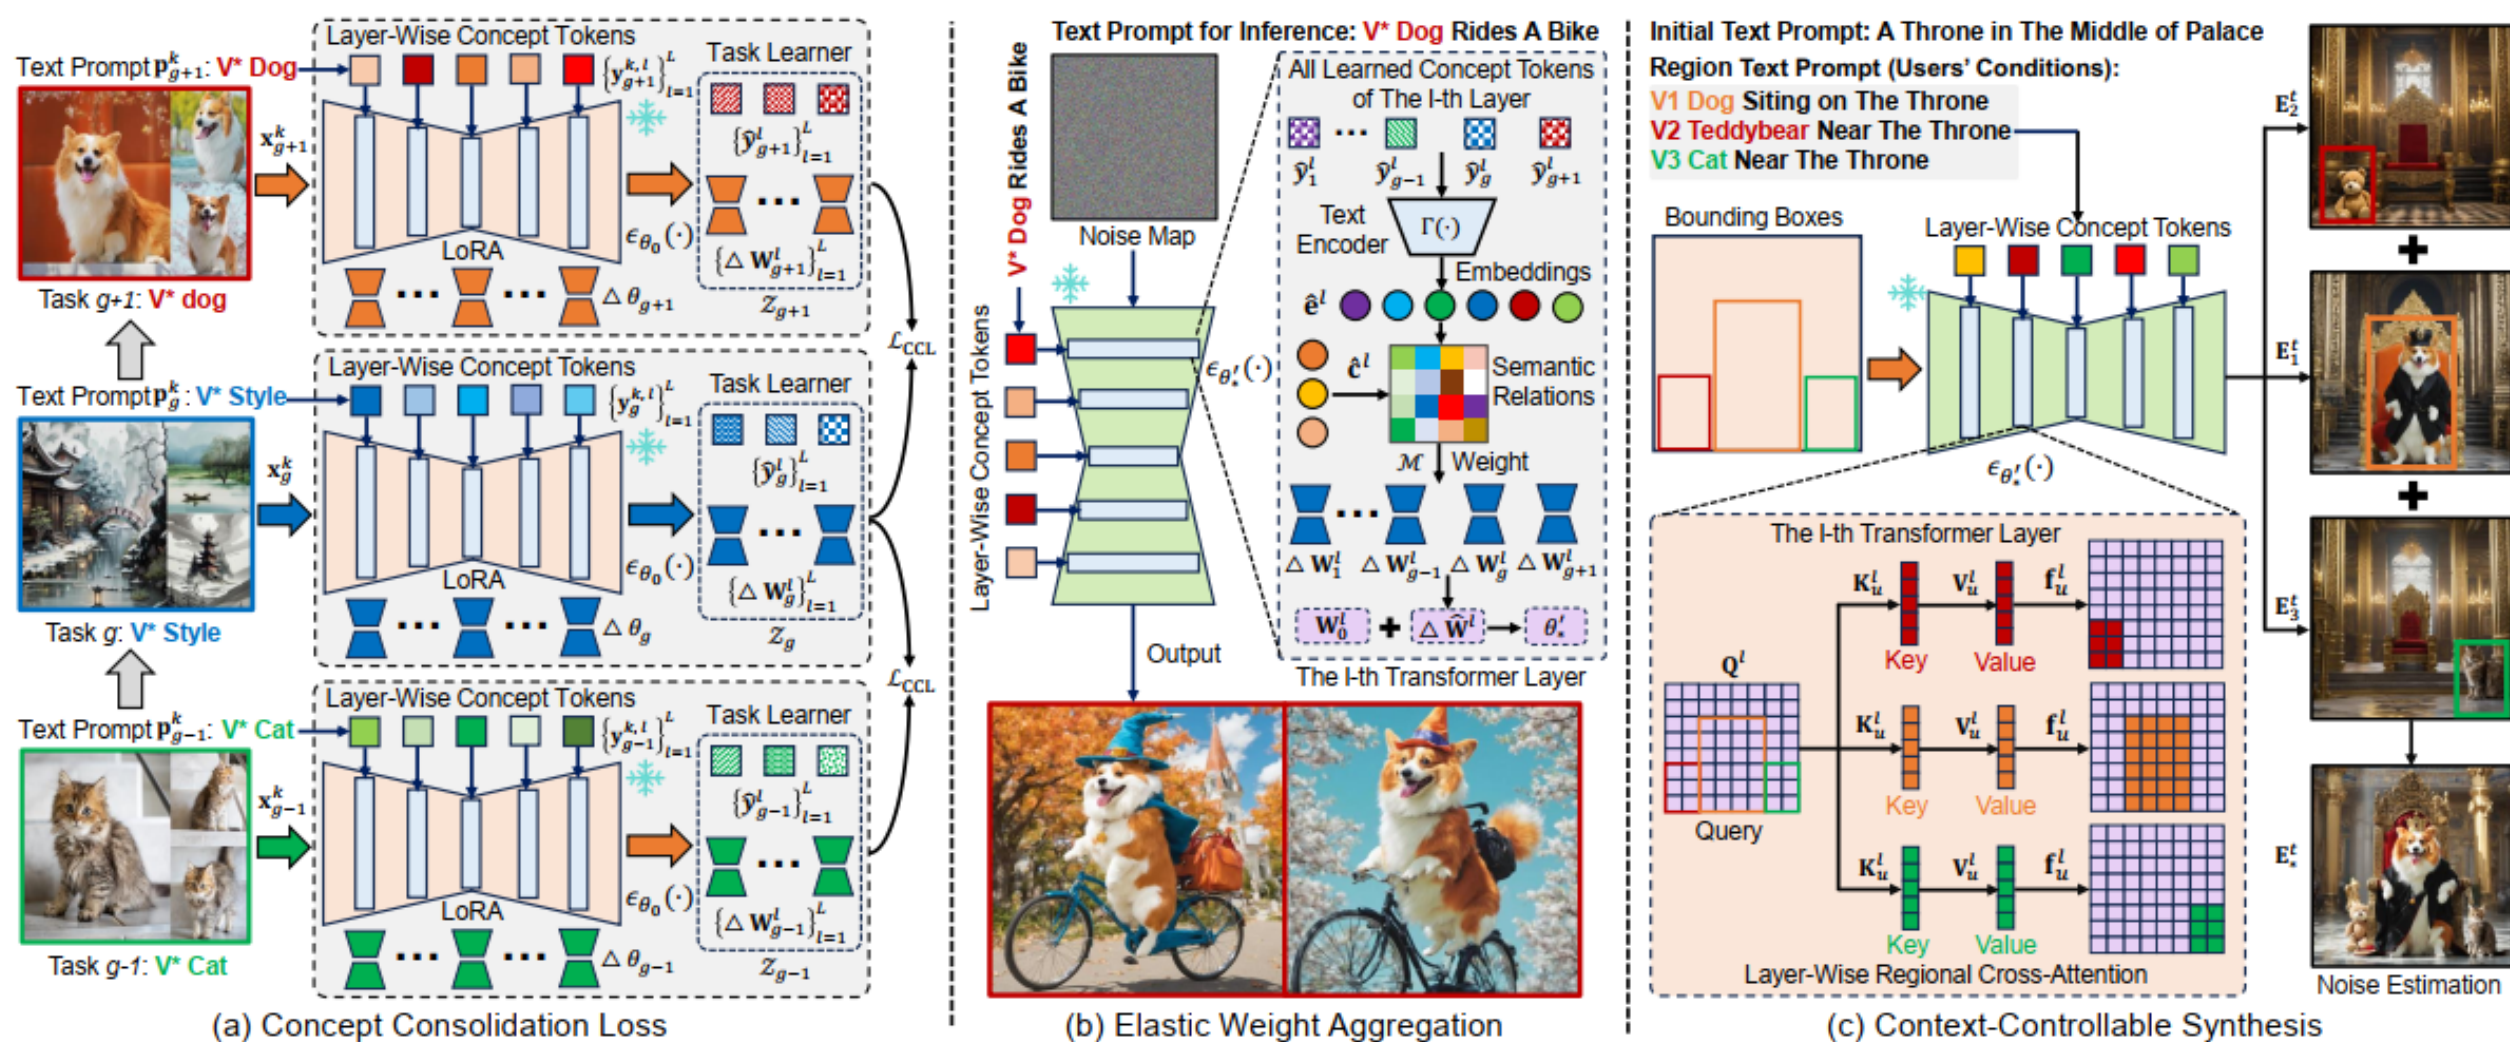 Layer-Wise Concept Tokens
Task Learner
Text Prompt p^k_{g+1}: V* Dog
{y^{k,l}_{g+1}}^L_{l=1}
x^k_{g+1}
{ŷ^l_{g+1}}^L_{l=1}
ϵ_{θ_0}(·)
LoRA
{△ W^l_{g+1}}^L_{l=1}
△ θ_{g+1}
Z_{g+1}
Task g+1: V* dog
L_CCL
Layer-Wise Concept Tokens
Task Learner
Text Prompt p^k_g: V* Style
{y^{k,l}_g}^L_{l=1}
x^k_g
{ŷ^l_g}^L_{l=1}
ϵ_{θ_0}(·)
LoRA
{△ W^l_g}^L_{l=1}
△ θ_g
Z_g
Task g: V* Style
L_CCL
Layer-Wise Concept Tokens
Task Learner
Text Prompt p^k_{g-1}: V* Cat
{y^{k,l}_{g-1}}^L_{l=1}
x^k_{g-1}
{ŷ^l_{g-1}}^L_{l=1}
ϵ_{θ_0}(·)
LoRA
{△ W^l_{g-1}}^L_{l=1}
△ θ_{g-1}
Z_{g-1}
Task g-1: V* Cat
(a) Concept Consolidation Loss
Text Prompt for Inference: V* Dog Rides A Bike
V* Dog Rides A Bike
Noise Map
Layer-Wise Concept Tokens
ϵ_{θ'_*}(·)
Output
All Learned Concept Tokens
of The l-th Layer
ŷ^l_1 ŷ^l_{g-1} ŷ^l_g ŷ^l_{g+1}
Text
Encoder
Γ(·)
Embeddings
ê^l
ĉ^l
Semantic
Relations
M
Weight
△ W^l_1 △ W^l_{g-1} △ W^l_g △ W^l_{g+1}
W^l_0 + △ Ŵ^l θ'_*
The l-th Transformer Layer
(b) Elastic Weight Aggregation
Initial Text Prompt: A Throne in The Middle of Palace
Region Text Prompt (Users' Conditions):
V1 Dog Siting on The Throne
V2 Teddybear Near The Throne
V3 Cat Near The Throne
Bounding Boxes
Layer-Wise Concept Tokens
ϵ_{θ'_*}(·)
E^t_2
E^t_1
E^t_3
E^t_*
The l-th Transformer Layer
Q^l
Query
K^l_u V^l_u f^l_u
Key Value
K^l_u V^l_u f^l_u
Key Value
K^l_u V^l_u f^l_u
Key Value
Layer-Wise Regional Cross-Attention
Noise Estimation
(c) Context-Controllable Synthesis